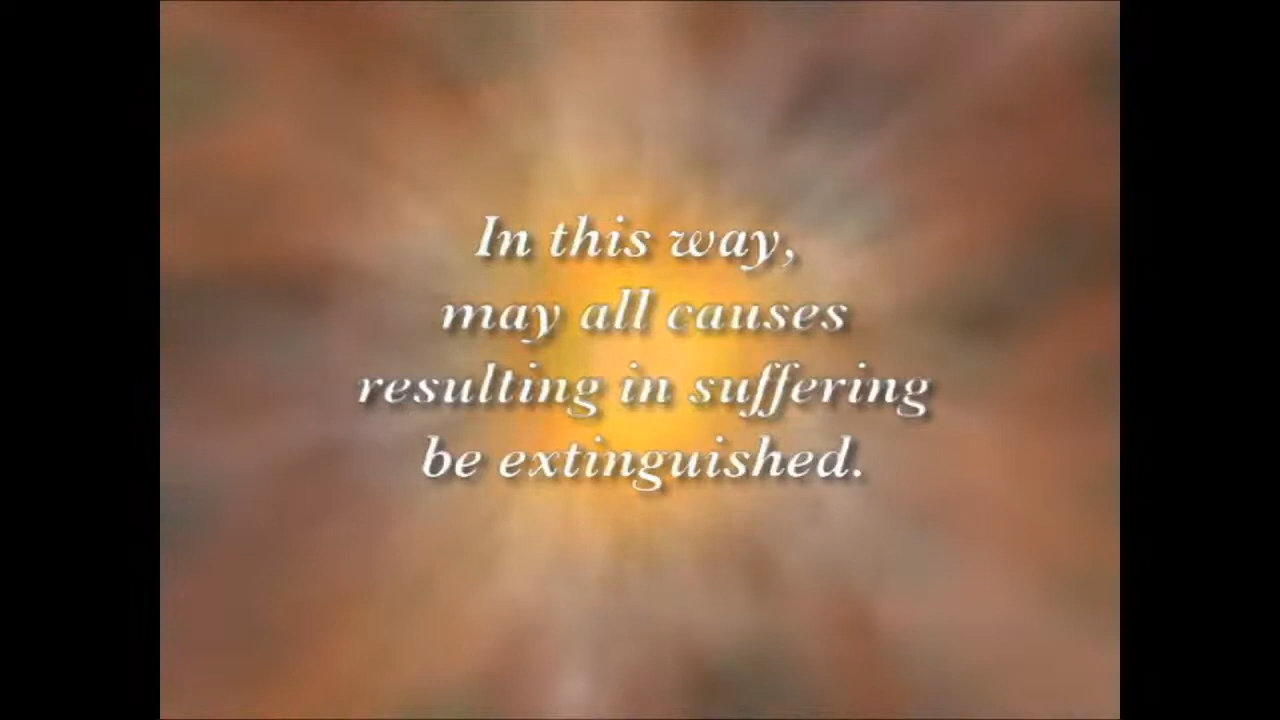 In this way,
may all causes
resulting in suffering
be extinguished.